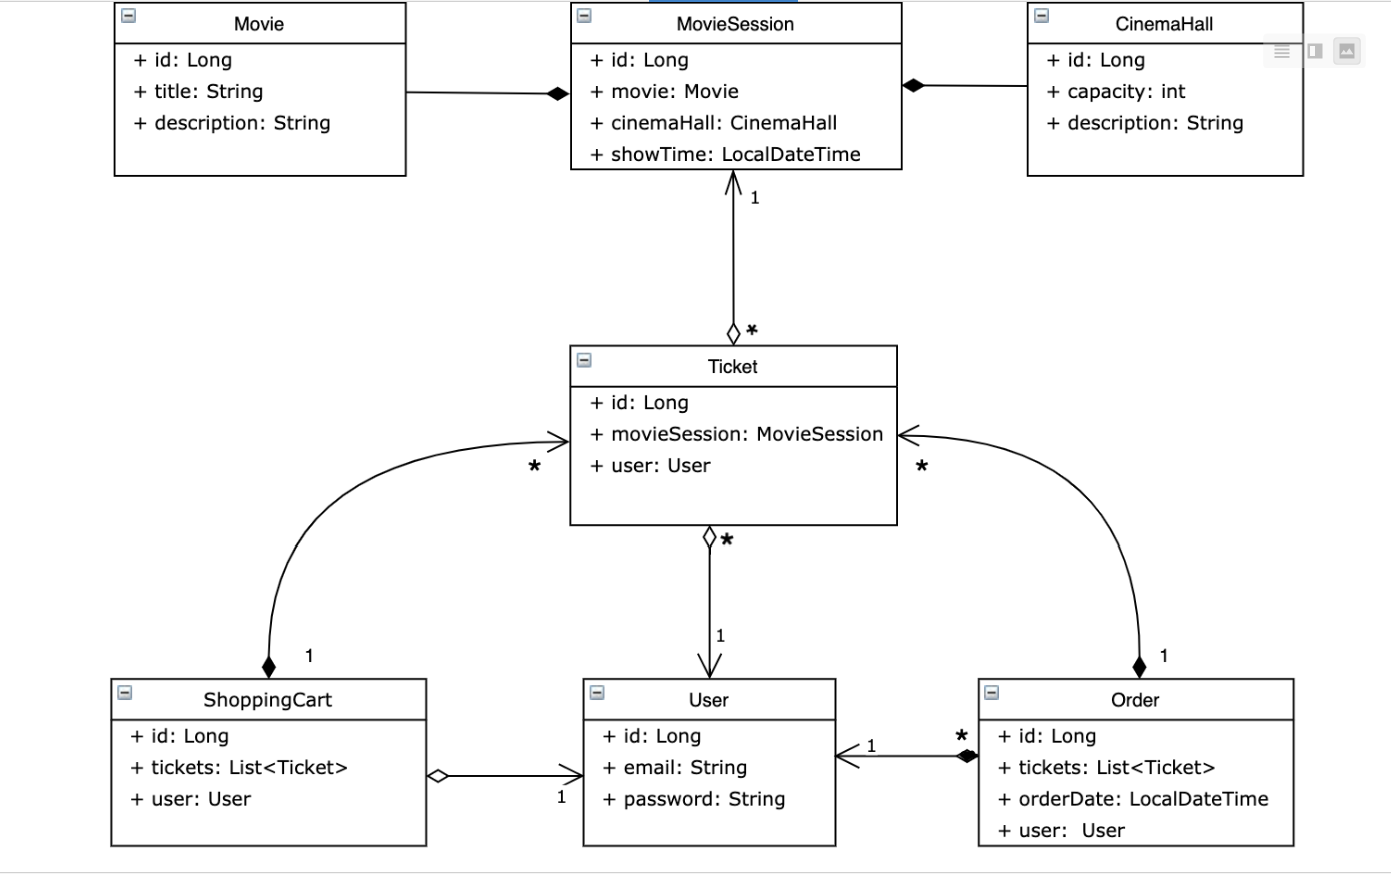 Movie
+ id: Long
+ title: String
+ description: String
MovieSession
+ id: Long
+ movie: Movie
+ cinemaHall: CinemaHall
+ showTime: LocalDateTime
CinemaHall
+ id: Long
+ capacity: int
+ description: String
1
*
Ticket
+ id: Long
+ movieSession: MovieSession
+ user: User
*
*
*
1
1
1
ShoppingCart
+ id: Long
+ tickets: List<Ticket>
+ user: User
1
User
+ id: Long
+ email: String
+ password: String
1
*
Order
+ id: Long
+ tickets: List<Ticket>
+ orderDate: LocalDateTime
+ user:  User